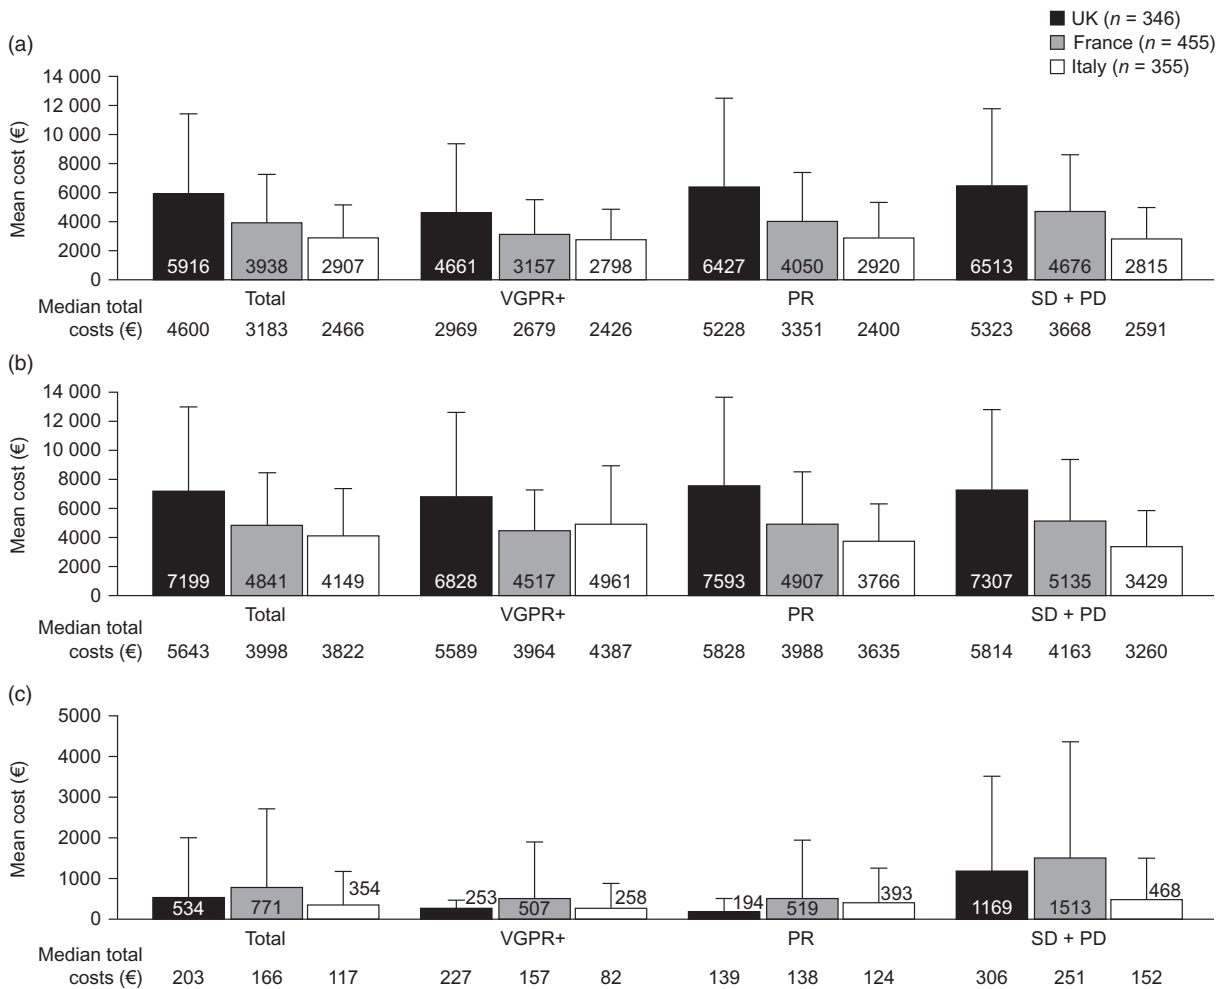 UK (n = 346)
France (n = 455)
Italy (n = 355)
(a)
Mean cost (€)
14 000
12 000
10 000
8000
6000
4000
2000
0
5916 3938 2907 4661 3157 2798 6427 4050 2920 6513 4676 2815
Total VGPR+ PR SD + PD
Median total
costs (€) 4600 3183 2466 2969 2679 2426 5228 3351 2400 5323 3668 2591
(b)
Mean cost (€)
14 000
12 000
10 000
8000
6000
4000
2000
0
7199 4841 4149 6828 4517 4961 7593 4907 3766 7307 5135 3429
Total VGPR+ PR SD + PD
Median total
costs (€) 5643 3998 3822 5589 3964 4387 5828 3988 3635 5814 4163 3260
(c)
Mean cost (€)
5000
4000
3000
2000
1000
0
534 771 354 253 507 258 194 519 393 1169 1513 468
Total VGPR+ PR SD + PD
Median total
costs (€) 203 166 117 227 157 82 139 138 124 306 251 152